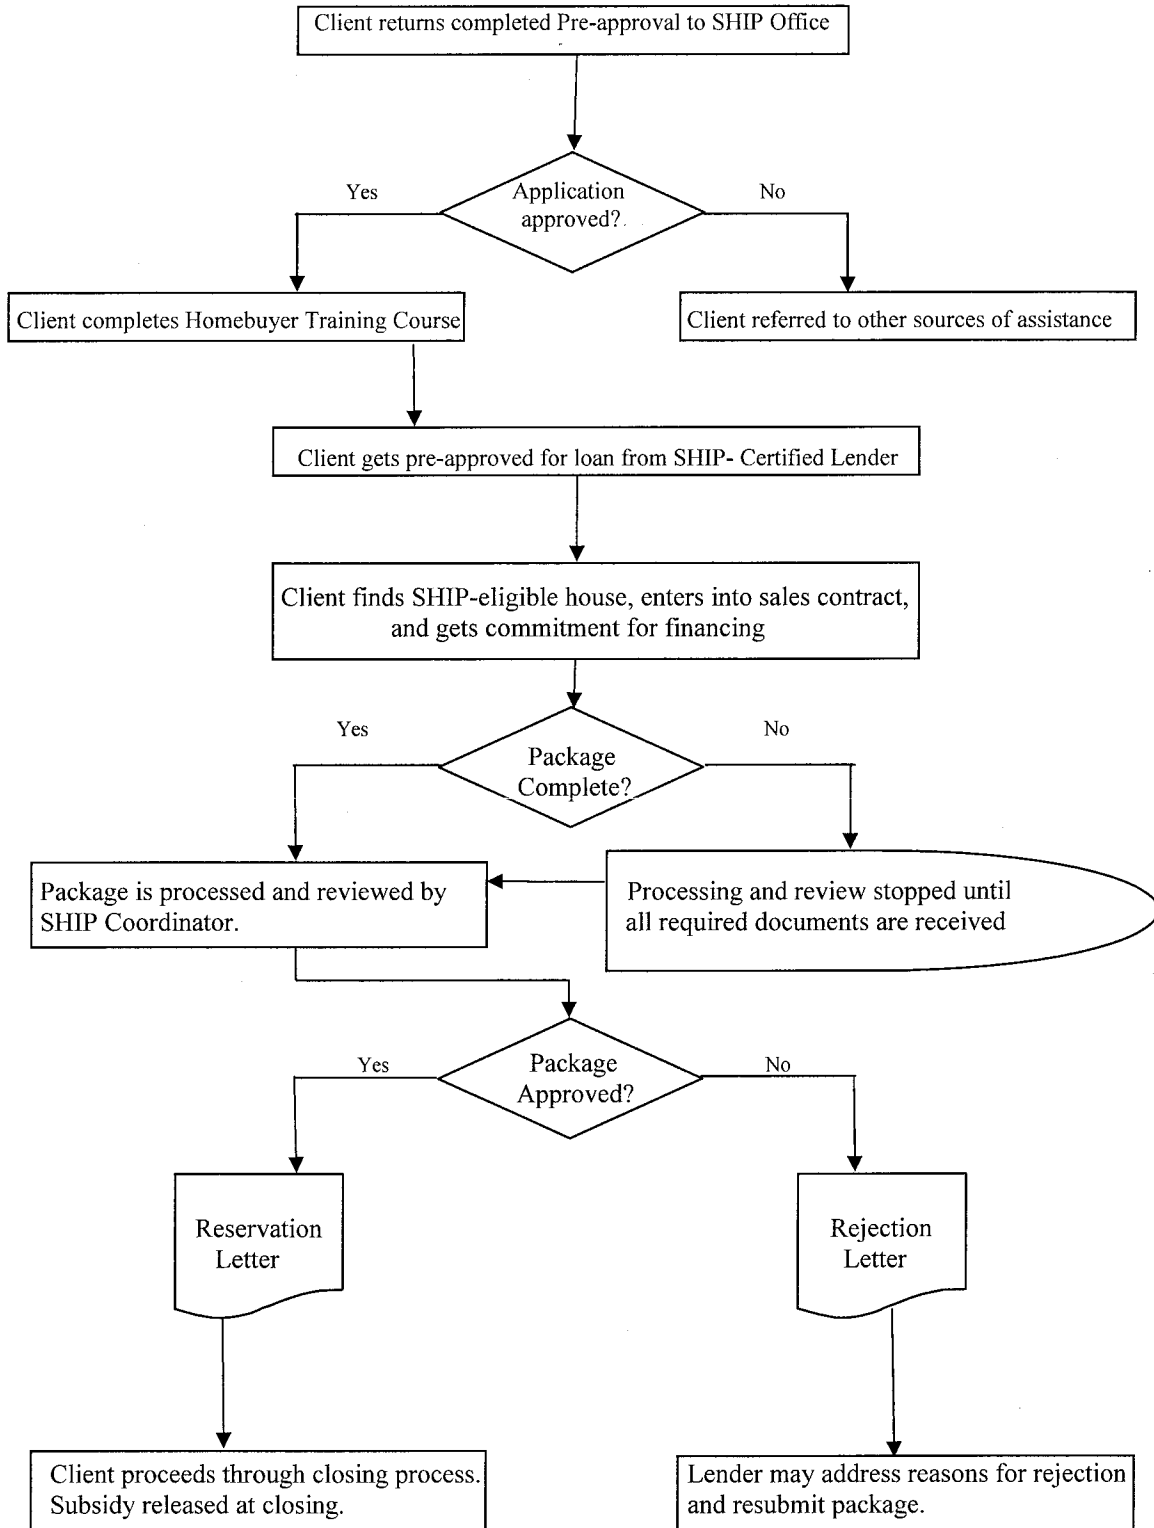 Client returns completed Pre-approval to SHIP Office
Yes
Application
approved?
No
Client completes Homebuyer Training Course
Client referred to other sources of assistance
Client gets pre-approved for loan from SHIP- Certified Lender
Client finds SHIP-eligible house, enters into sales contract,
and gets commitment for financing
Yes
Package
Complete?
No
Package is processed and reviewed by
SHIP Coordinator.
Processing and review stopped until
all required documents are received
Yes
Package
Approved?
No
Reservation
Letter
Rejection
Letter
Client proceeds through closing process.
Subsidy released at closing.
Lender may address reasons for rejection
and resubmit package.